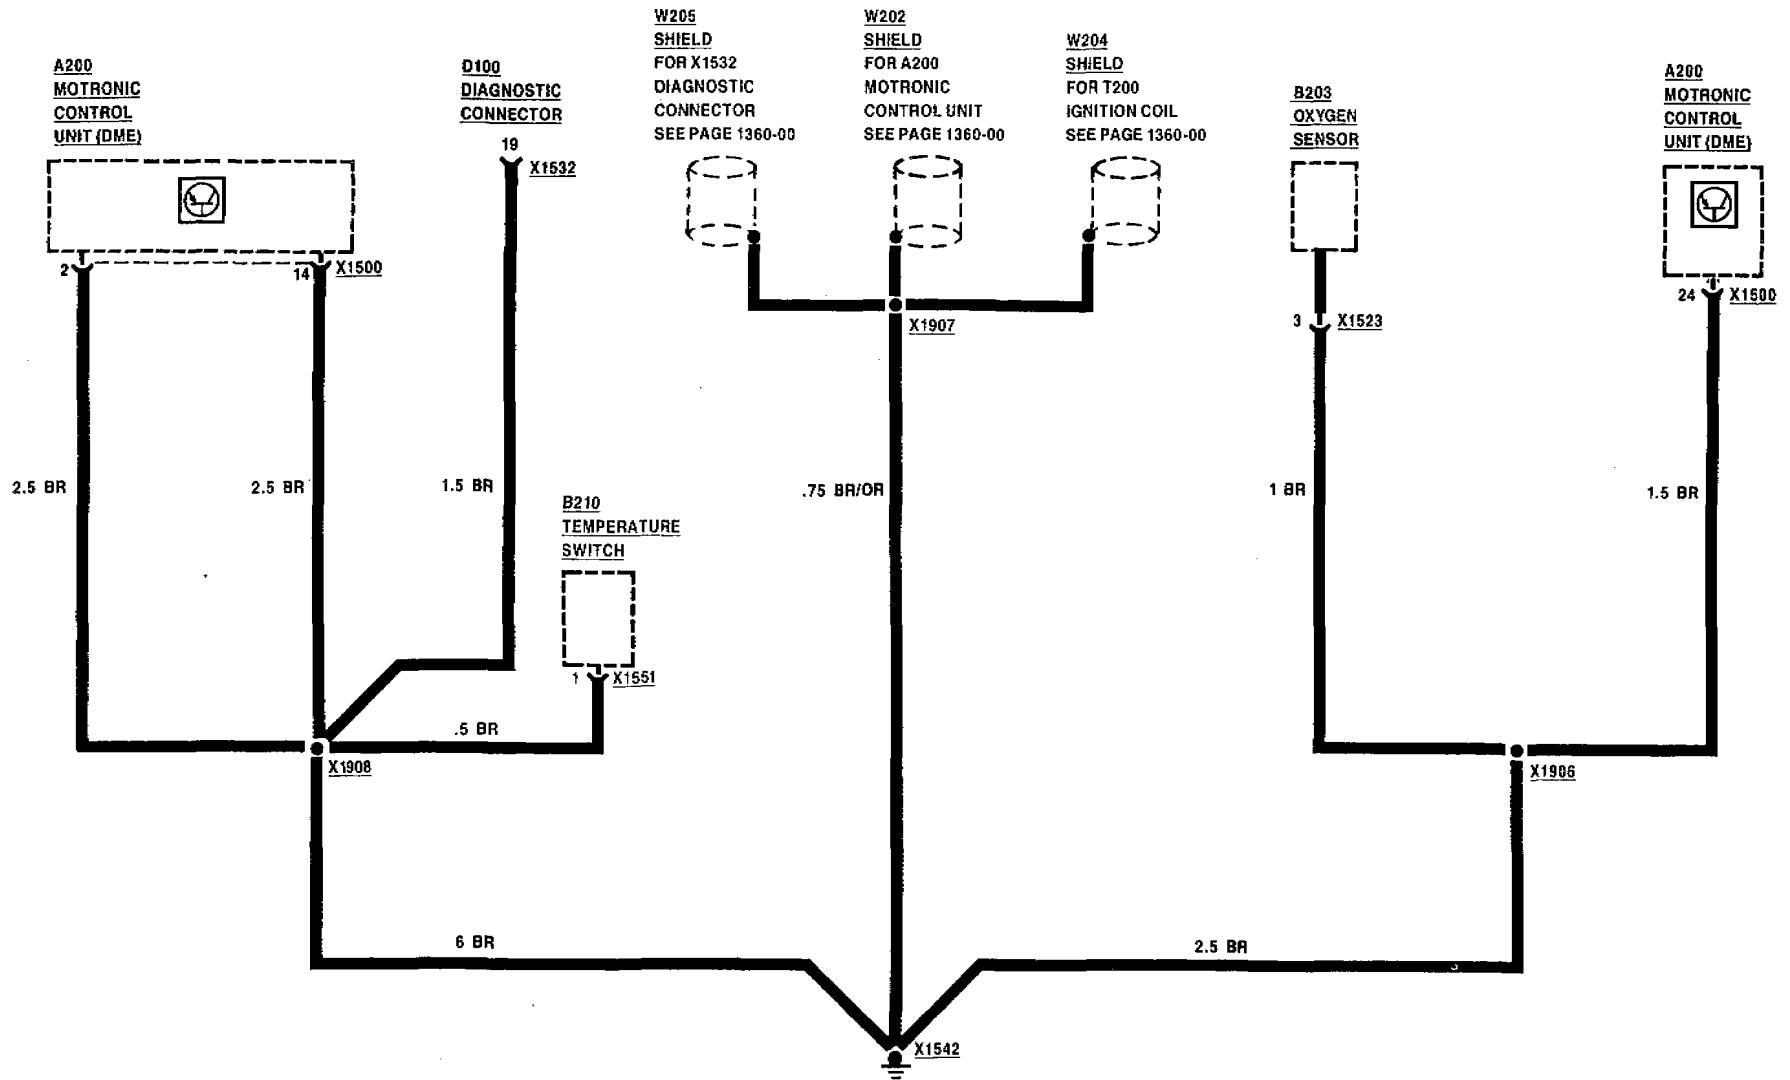 W205
SHIELD
FOR X1532
DIAGNOSTIC
CONNECTOR
SEE PAGE 1360-00
W202
SHIELD
FOR A200
MOTRONIC
CONTROL UNIT
SEE PAGE 1360-00
W204
SHIELD
FOR T200
IGNITION COIL
SEE PAGE 1360-00
A200
MOTRONIC
CONTROL
UNIT (DME)
D100
DIAGNOSTIC
CONNECTOR
B203
OXYGEN
SENSOR
A200
MOTRONIC
CONTROL
UNIT (DME)
19
X1532
2
14
X1500
24
X1500
X1907
3
X1523
2.5 BR
2.5 BR
1.5 BR
.75 BR/OR
1 BR
1.5 BR
B210
TEMPERATURE
SWITCH
1
X1551
.5 BR
X1908
X1906
6 BR
2.5 BR
X1542